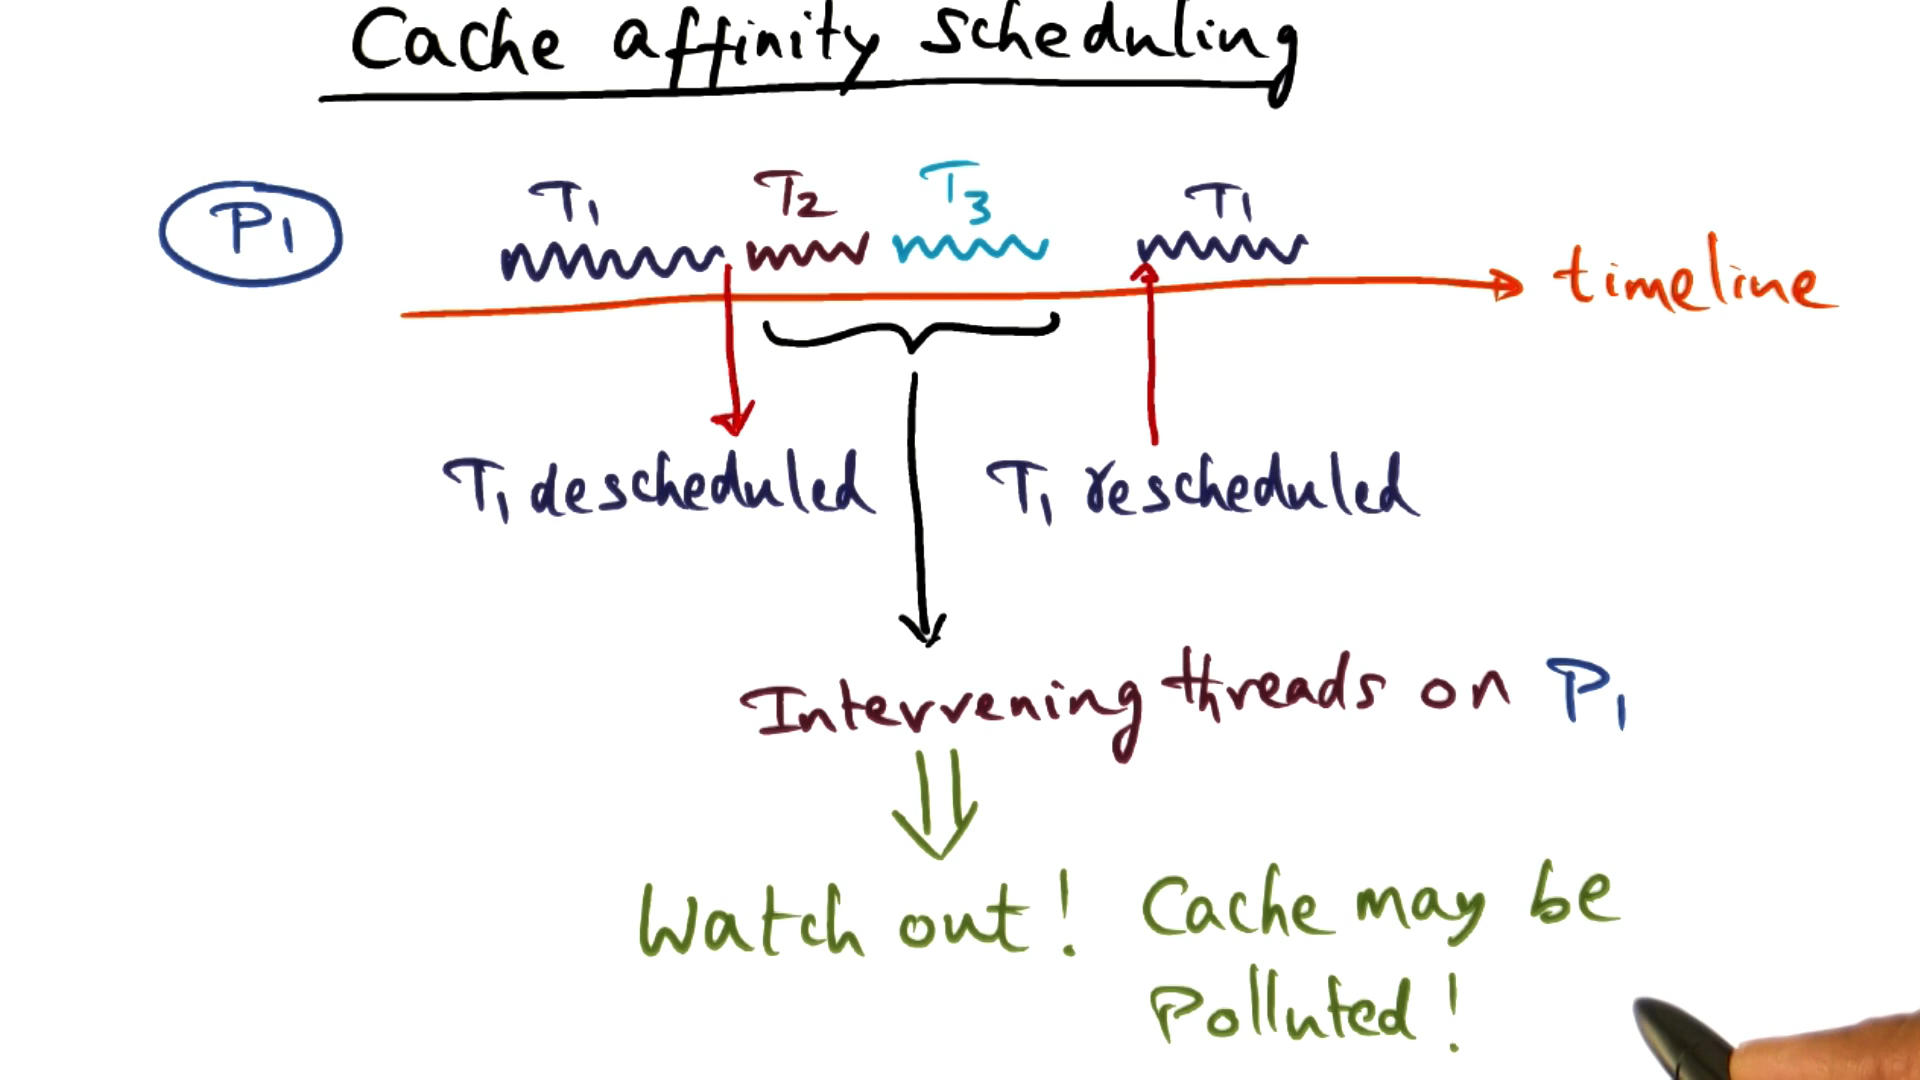 Cache affinity scheduling
P1 T1 T2 T3 T1
timeline
T1 descheduled T1 rescheduled
Intervening threads on P1
Watch out! Cache may be
Polluted!